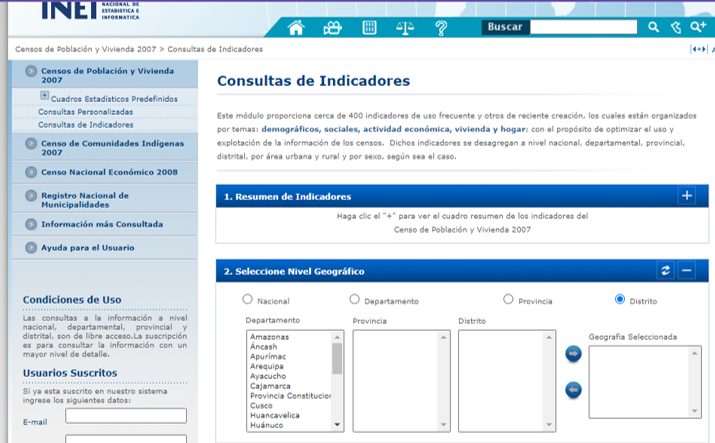 INEI
NACIONAL DE
ESTADÍSTICA E
INFORMÁTICA
Buscar
Censos de Población y Vivienda 2007 > Consultas de Indicadores
Censos de Población y Vivienda
2007
Cuadros Estadísticos Predefinidos
Consultas Personalizadas
Consultas de Indicadores
Censo de Comunidades Indígenas
2007
Censo Nacional Económico 2008
Registro Nacional de
Municipalidades
Información más Consultada
Ayuda para el Usuario
Condiciones de Uso
Las consultas a la información a nivel
nacional, departamental, provincial y
distrital, son de libre acceso.La suscripción
es para consultar la información con un
mayor nivel de detalle.
Usuarios Suscritos
Si ya esta suscrito en nuestro sistema
ingrese los siguientes datos:
E-mail
Consultas de Indicadores
Este módulo proporciona cerca de 400 indicadores de uso frecuente y otros de reciente creación, los cuales están organizados
por temas: demográficos, sociales, actividad económica, vivienda y hogar; con el propósito de optimizar el uso y
explotación de la información de los censos. Dichos indicadores se desagregan a nivel nacional, departamental, provincial,
distrital, por área urbana y rural y por sexo, según sea el caso.
1. Resumen de Indicadores
Haga clic el "+" para ver el cuadro resumen de los indicadores del
Censo de Población y Vivienda 2007
2. Seleccione Nivel Geográfico
Nacional Departamento Provincia Distrito
Departamento Provincia Distrito
Geografia Seleccionada
Amazonas
Áncash
Apurímac
Arequipa
Ayacucho
Cajamarca
Provincia Constitucion
Cusco
Huancavelica
Huánuco